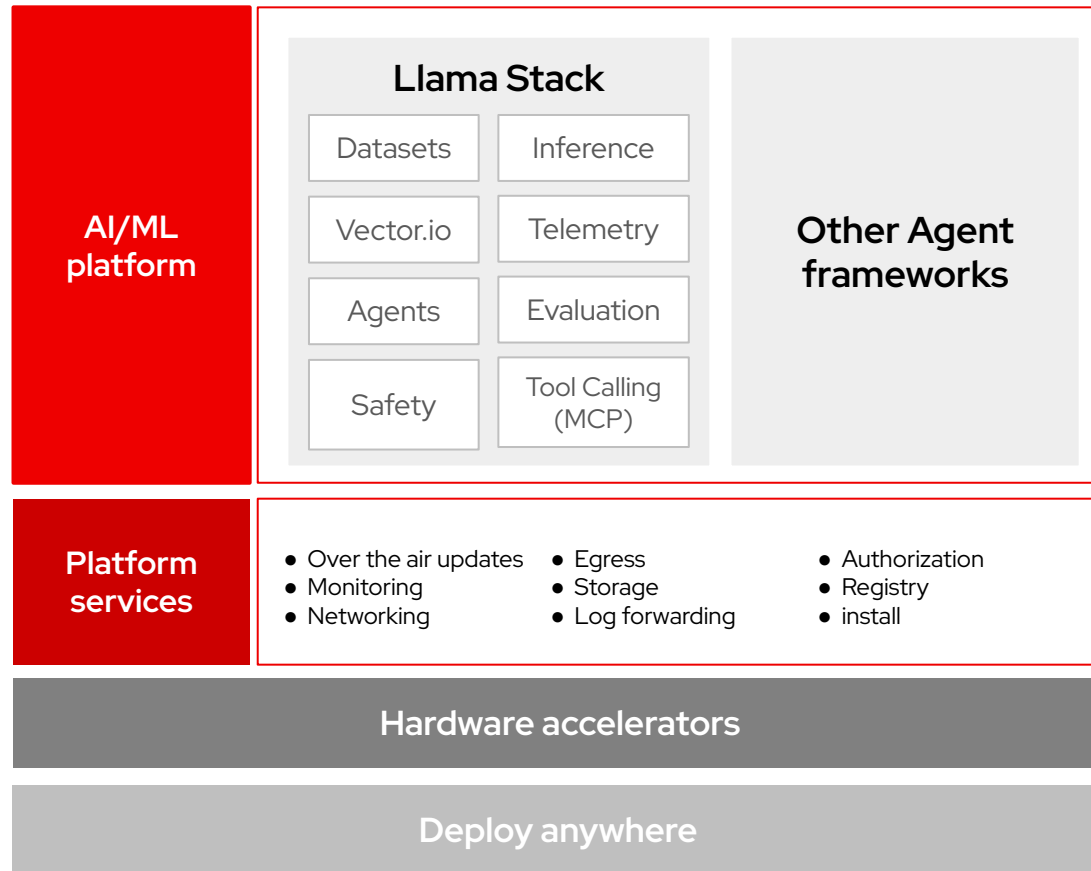 AI/ML
platform
Llama Stack
Datasets
Inference
Vector.io
Telemetry
Agents
Evaluation
Safety
Tool Calling
(MCP)
Other Agent
frameworks
Platform
services
● Over the air updates
● Monitoring
● Networking
● Egress
● Storage
● Log forwarding
● Authorization
● Registry
● install
Hardware accelerators
Deploy anywhere